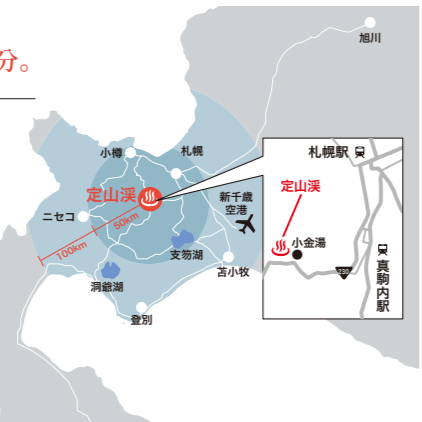 分。
旭川
小樽
札幌
定山渓
ニセコ
50km
100km
新千歳
空港
支笏湖
苫小牧
洞爺湖
登別
札幌駅
定山渓
小金湯
230
真駒内駅